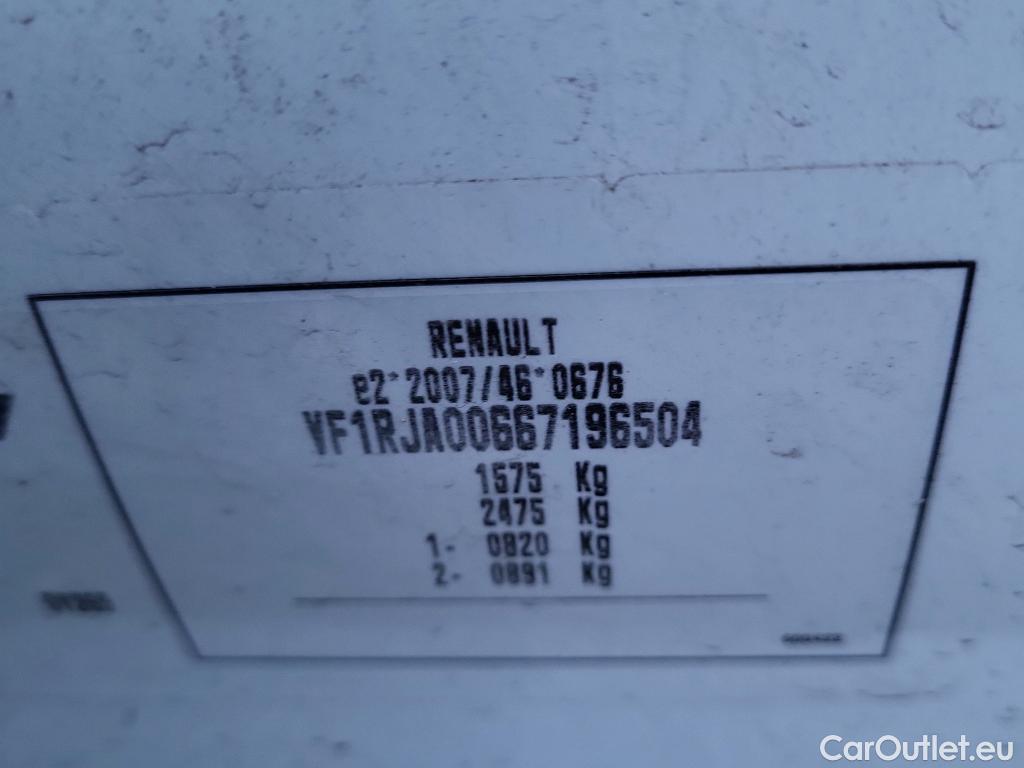 RENAULT
e2*2007/46*0676
VF1RJA00667196504
1575 Kg
2475 Kg
1- 0820 Kg
2- 0891 Kg
CarOutlet.eu